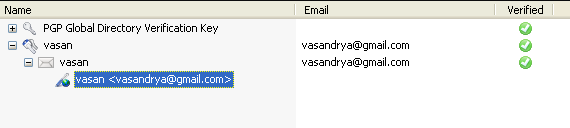 Name Email Verified
PGP Global Directory Verification Key
vasan vasandrya@gmail.com
vasan vasandrya@gmail.com
vasan <vasandrya@gmail.com>